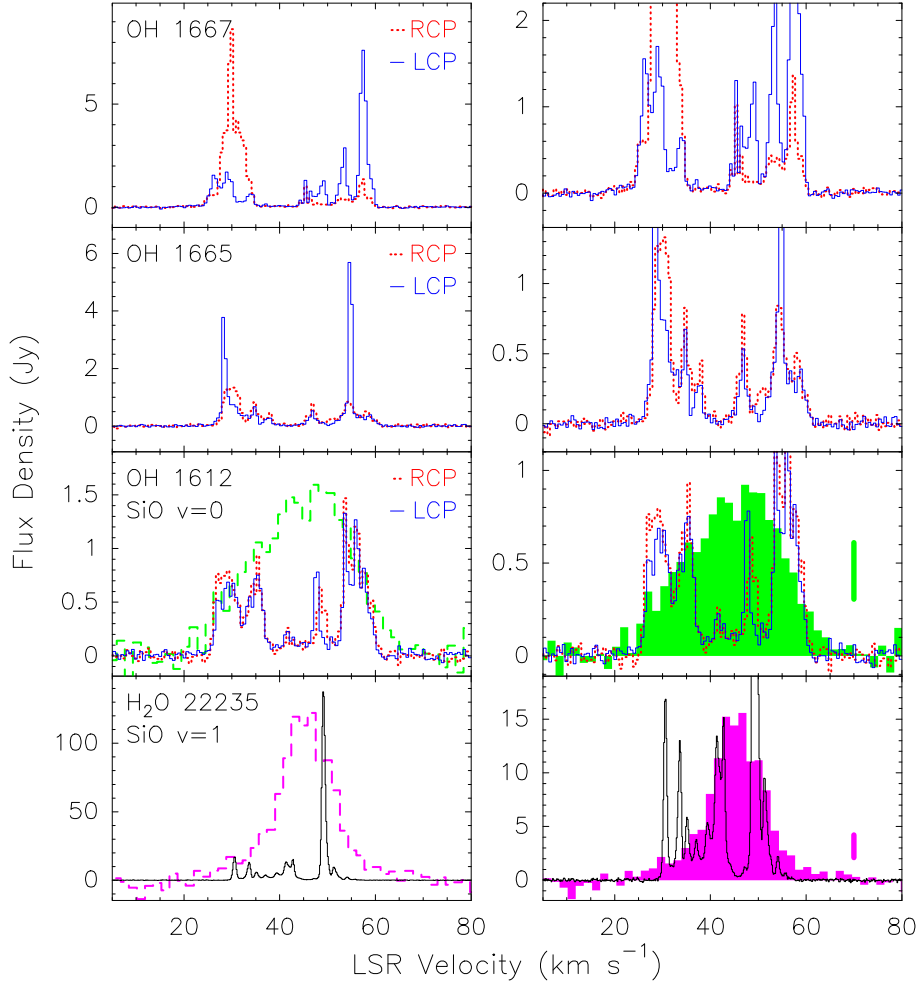 OH 1667
RCP
LCP
0
5
0
1
2
OH 1665
RCP
LCP
0
2
4
6
0
0.5
1
OH 1612
SiO v=0
RCP
LCP
0
0.5
1
1.5
0
0.5
1
H₂O 22235
SiO v=1
0
50
100
0
5
10
15
20
40
60
80
20
40
60
80
Flux Density (Jy)
LSR Velocity (km s⁻¹)